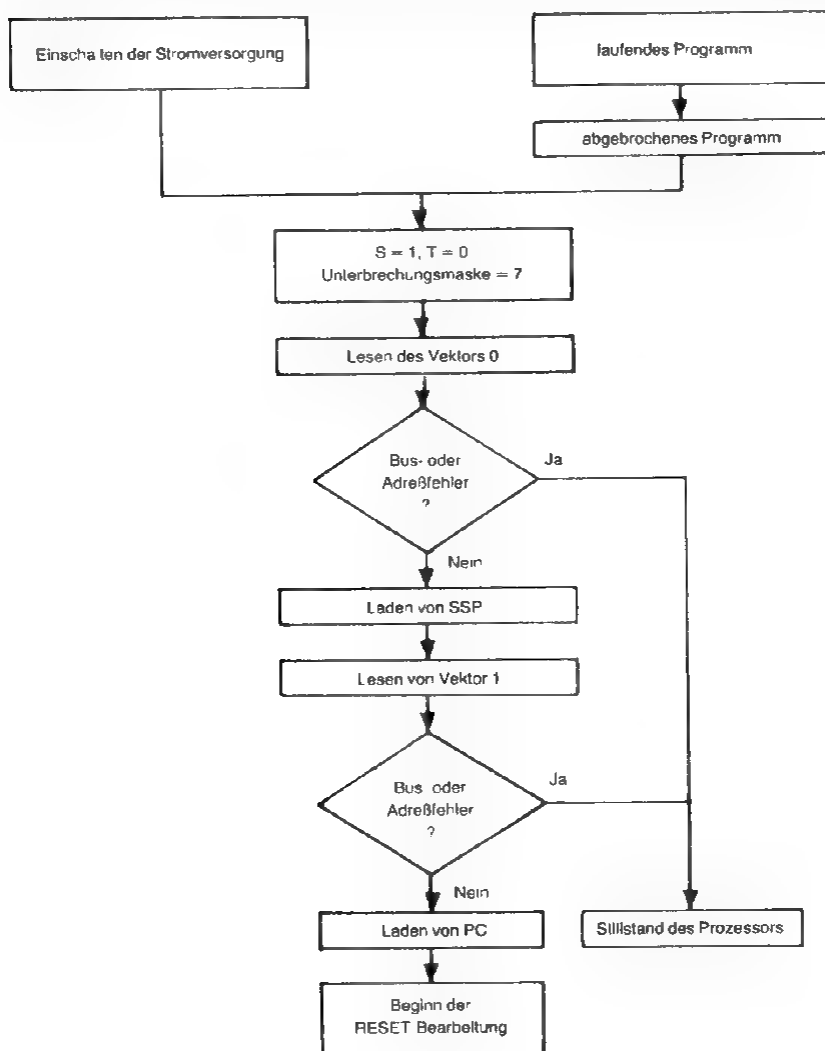 Einschalten der Stromversorgung
laufendes Programm
abgebrochenes Programm
S = 1, T = 0
Unterbrechungsmaske = 7
Lesen des Vektors 0
Bus- oder
Adreßfehler
?
Ja
Nein
Laden von SSP
Lesen von Vektor 1
Bus- oder
Adreßfehler
?
Ja
Nein
Laden von PC
Stillstand des Prozessors
Beginn der
RESET Bearbeitung